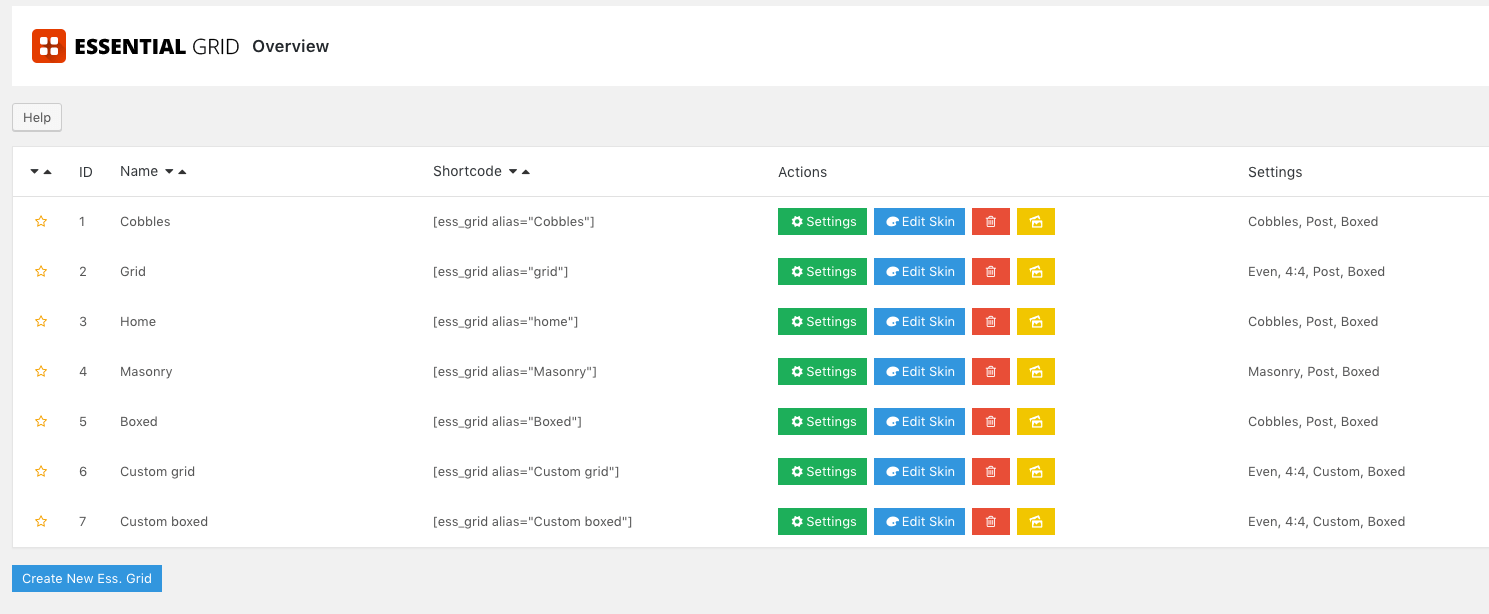 ESSENTIAL GRID Overview
Help
ID Name Shortcode Actions Settings
1 Cobbles [ess_grid alias="Cobbles"] Settings Edit Skin Cobbles, Post, Boxed
2 Grid [ess_grid alias="grid"] Settings Edit Skin Even, 4:4, Post, Boxed
3 Home [ess_grid alias="home"] Settings Edit Skin Cobbles, Post, Boxed
4 Masonry [ess_grid alias="Masonry"] Settings Edit Skin Masonry, Post, Boxed
5 Boxed [ess_grid alias="Boxed"] Settings Edit Skin Cobbles, Post, Boxed
6 Custom grid [ess_grid alias="Custom grid"] Settings Edit Skin Even, 4:4, Custom, Boxed
7 Custom boxed [ess_grid alias="Custom boxed"] Settings Edit Skin Even, 4:4, Custom, Boxed
Create New Ess. Grid